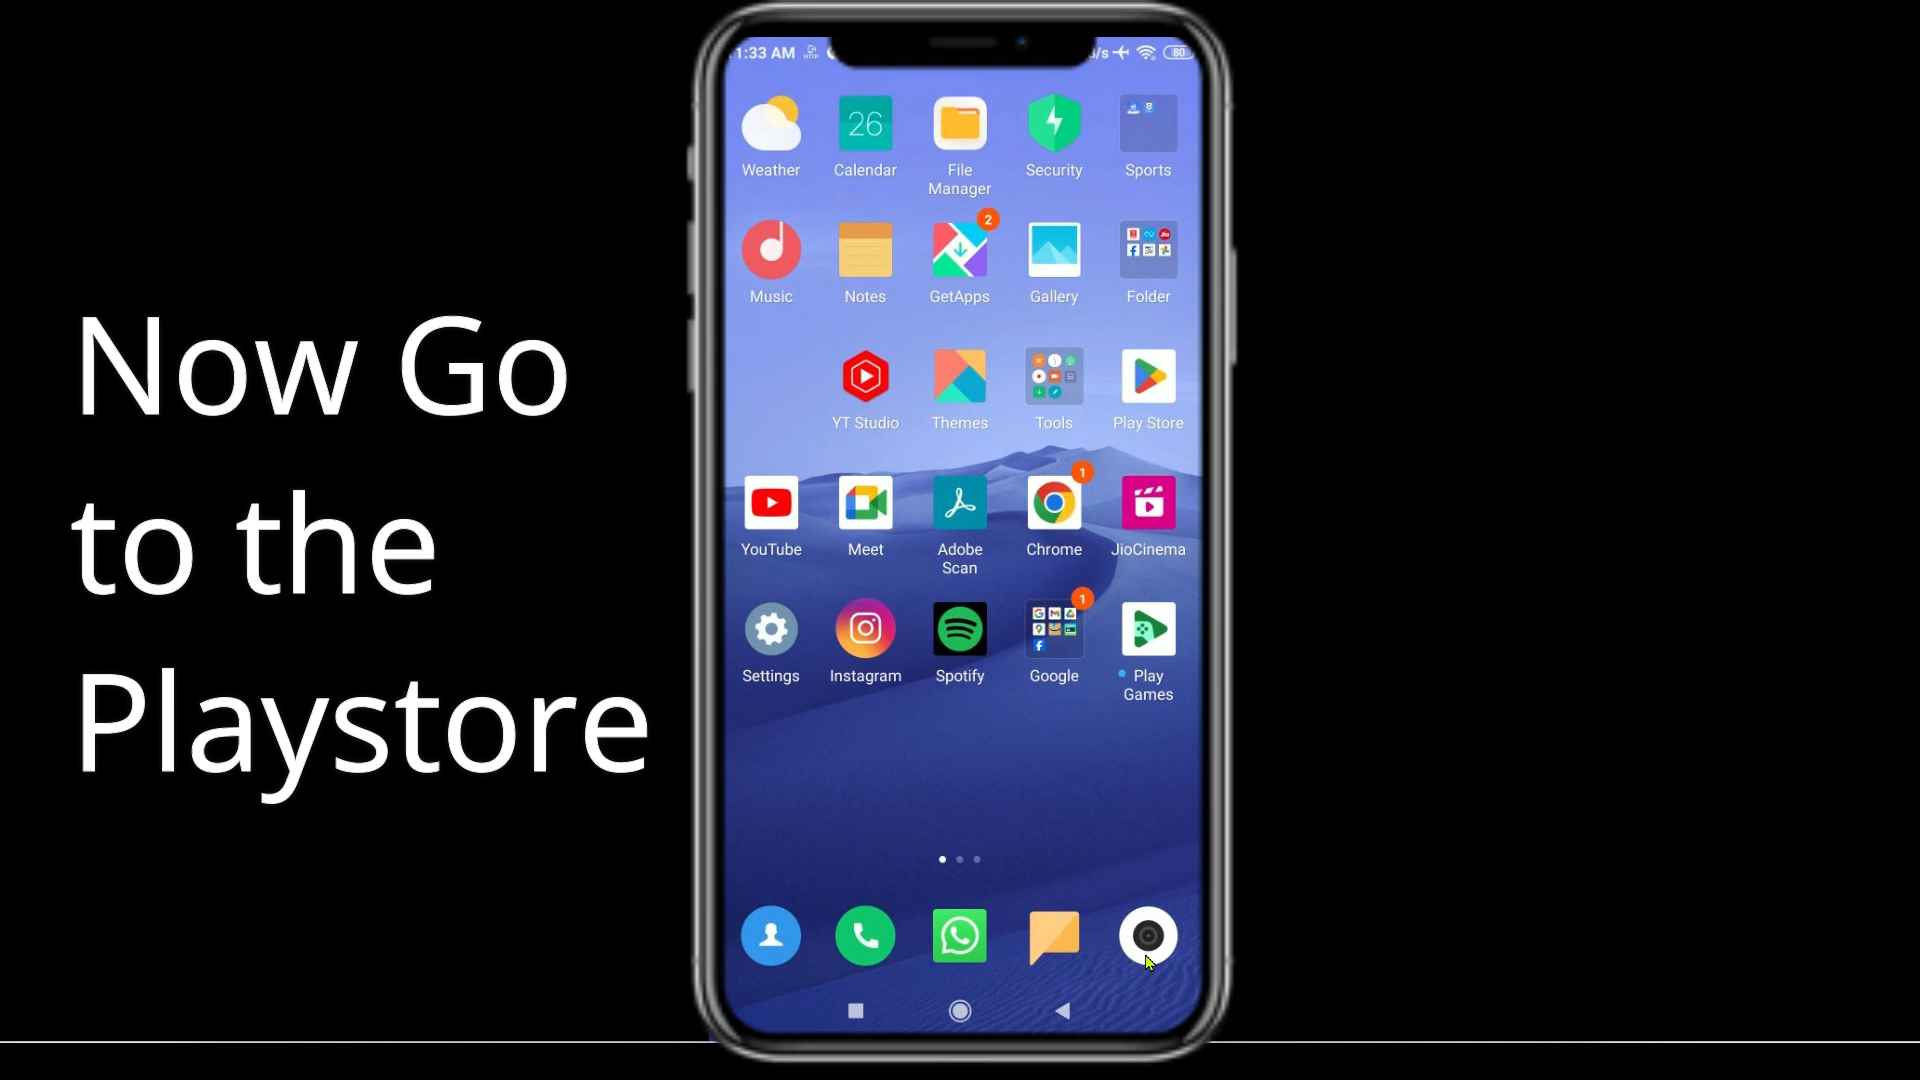 1:33 AM
/s
80
Weather
Calendar
26
File
Manager
Security
Sports
Music
Notes
2
GetApps
Gallery
Folder
YT Studio
Themes
Tools
Play Store
YouTube
Meet
Adobe
Scan
1
Chrome
JioCinema
Settings
Instagram
Spotify
1
Google
Play
Games
Now Go
to the
Playstore